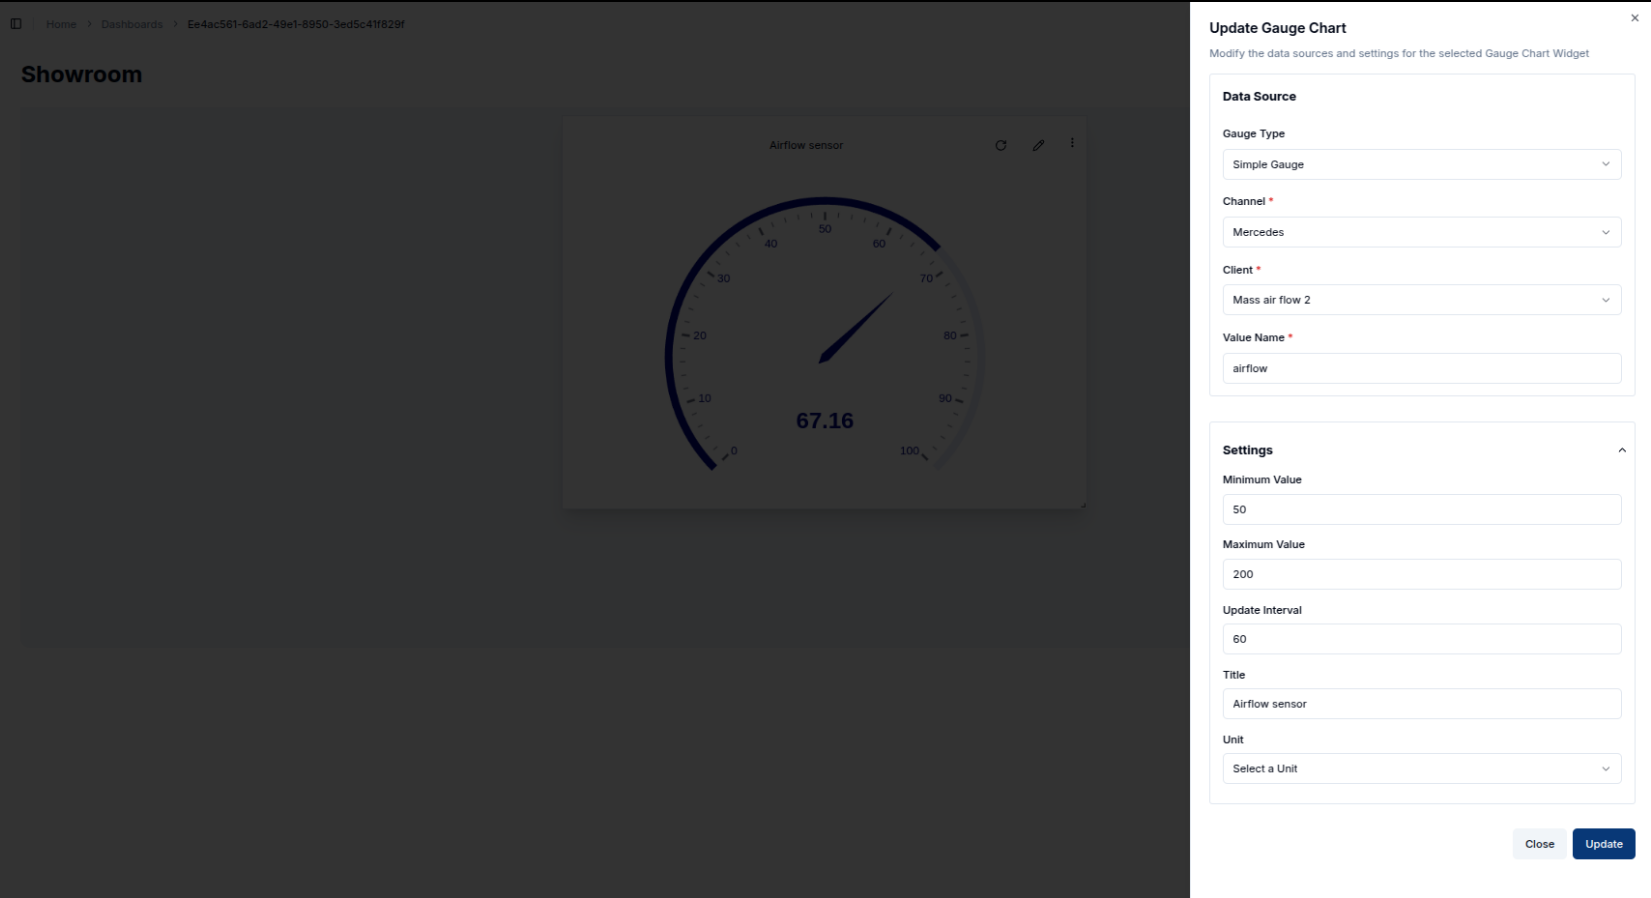 Home > Dashboards > Ee4ac561-6ad2-49e1-8950-3ed5c41f829f
Showroom
Airflow sensor
0
10
20
30
40
50
60
70
80
90
100
67.16
Update Gauge Chart
Modify the data sources and settings for the selected Gauge Chart Widget
Data Source
Gauge Type
Simple Gauge
Channel *
Mercedes
Client *
Mass air flow 2
Value Name *
airflow
Settings
Minimum Value
50
Maximum Value
200
Update Interval
60
Title
Airflow sensor
Unit
Select a Unit
Close
Update